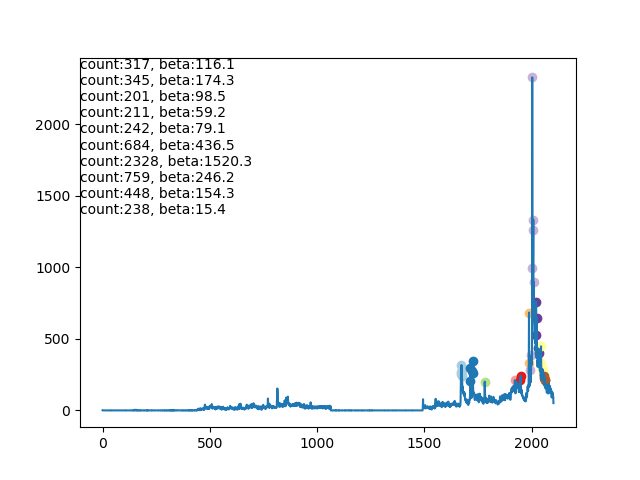 count:317, beta:116.1
count:345, beta:174.3
count:201, beta:98.5
count:211, beta:59.2
count:242, beta:79.1
count:684, beta:436.5
count:2328, beta:1520.3
count:759, beta:246.2
count:448, beta:154.3
count:238, beta:15.4
2000
1500
1000
500
0
0 500 1000 1500 2000